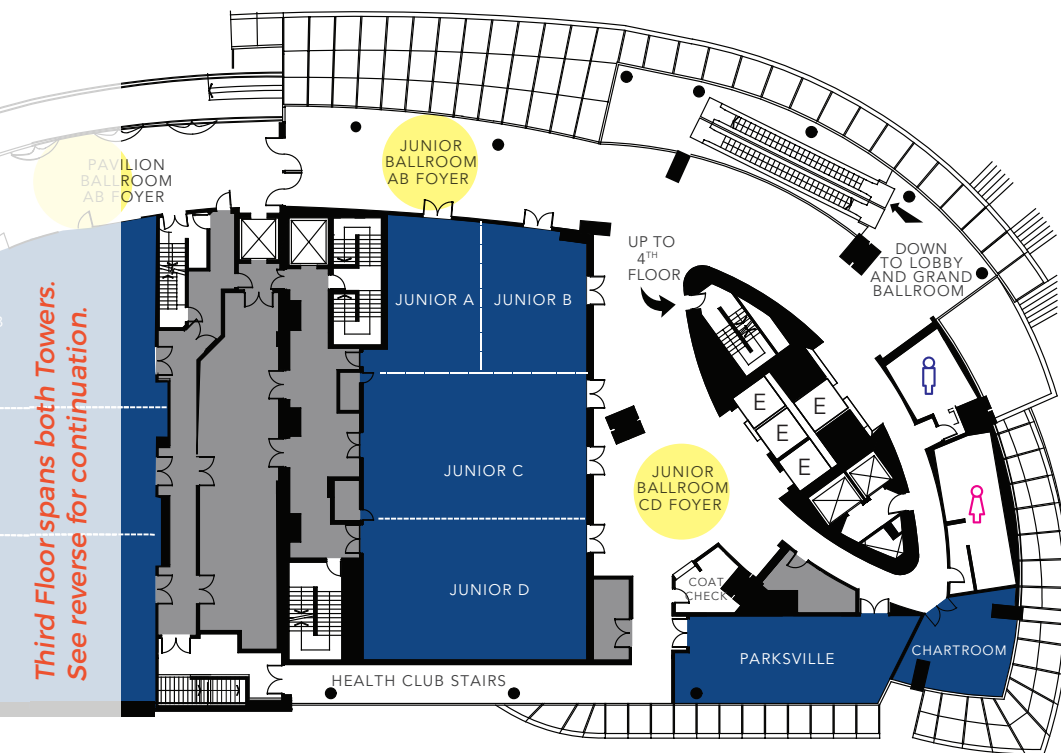 JUNIOR
BALLROOM
AB FOYER
PAVILION
BALLROOM
AB FOYER
UP TO
4TH
FLOOR
DOWN
TO LOBBY
AND GRAND
BALLROOM
JUNIOR A
JUNIOR B
B
Third Floor spans both Towers.
See reverse for continuation.
E
E
E
E
JUNIOR C
JUNIOR
BALLROOM
CD FOYER
JUNIOR D
COAT
CHECK
PARKSVILLE
CHARTROOM
HEALTH CLUB STAIRS